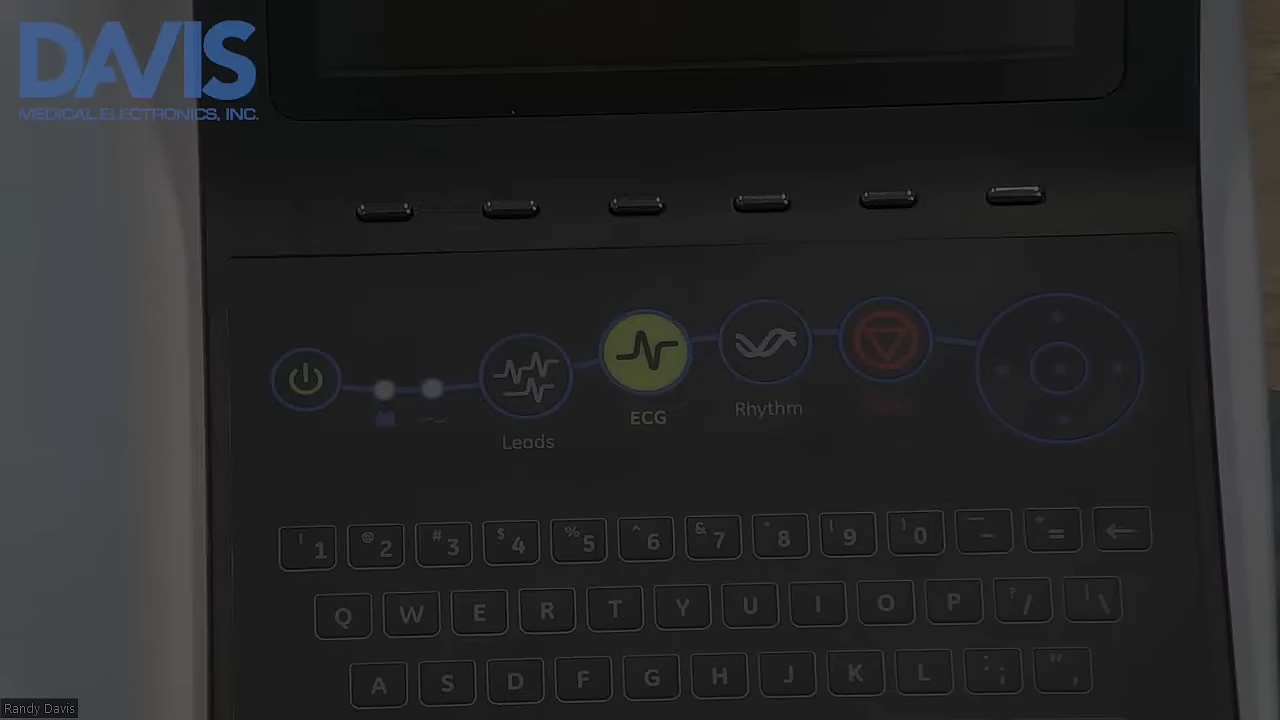 DAVIS
MEDICAL ELECTRONICS, INC.
Leads
ECG
Rhythm
! 1 @ 2 # 3 $ 4 % 5 ^ 6 & 7 * 8 ( 9 ) 0 _ - + = ←
Q W E R T Y U I O P ? / | \
A S D F G H J K L : ; " ,
Randy Davis